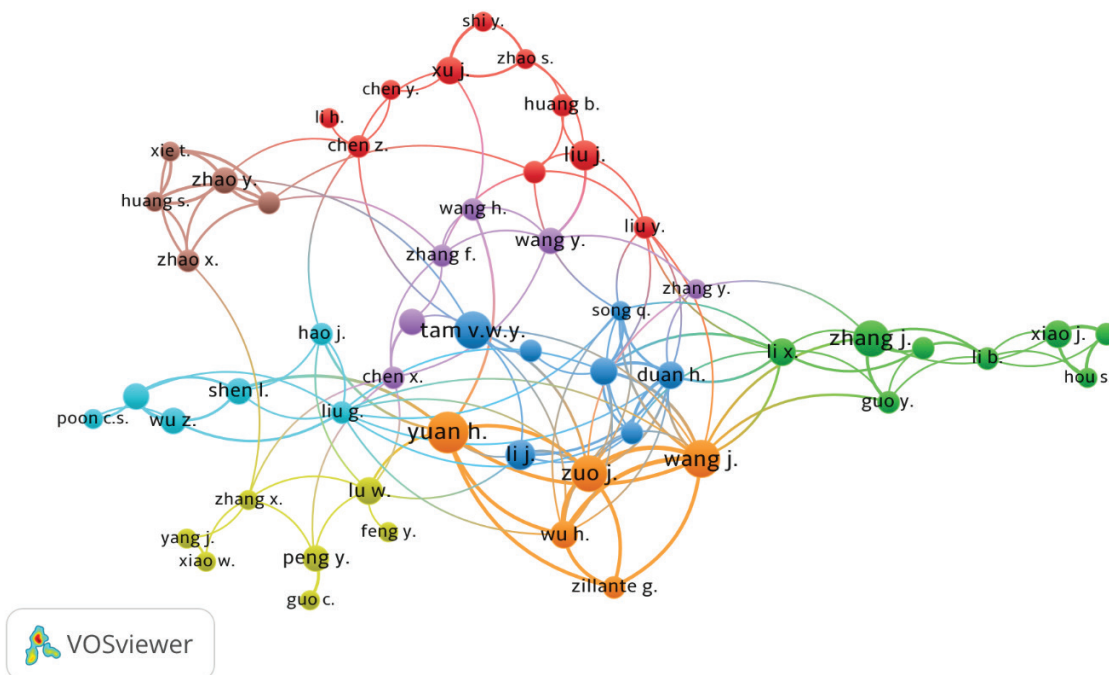 shi y.
zhao s.
xu j.
chen y.
huang b.
li h.
chen z.
liu j.
xie t.
zhao y.
huang s.
wang h.
liu y.
wang y.
zhang f.
zhao x.
zhang y.
song q.
hao j.
tam v.w.y.
zhang j.
xiao j.
li x.
li b.
duan h.
chen x.
hou s.
shen l.
guo y.
poon c.s.
wu z.
liu g.
yuan h.
li j.
zuo j.
wang j.
lu w.
zhang x.
feng y.
wu h.
yang j.
xiao w.
peng y.
zillante g.
guo c.
VOSviewer